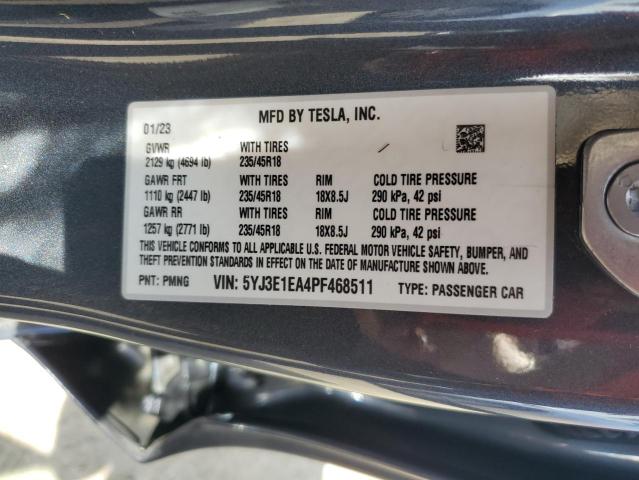 MFD BY TESLA, INC.
01/23
GVWR WITH TIRES
2129 kg (4694 lb) 235/45R18
GAWR FRT WITH TIRES RIM COLD TIRE PRESSURE
1110 kg (2447 lb) 235/45R18 18X8.5J 290 kPa, 42 psi
GAWR RR WITH TIRES RIM COLD TIRE PRESSURE
1257 kg (2771 lb) 235/45R18 18X8.5J 290 kPa, 42 psi
THIS VEHICLE CONFORMS TO ALL APPLICABLE U.S. FEDERAL MOTOR VEHICLE SAFETY, BUMPER, AND
THEFT PREVENTION STANDARDS IN EFFECT ON THE DATE OF MANUFACTURE SHOWN ABOVE.
PNT: PMNG VIN: 5YJ3E1EA4PF468511 TYPE: PASSENGER CAR